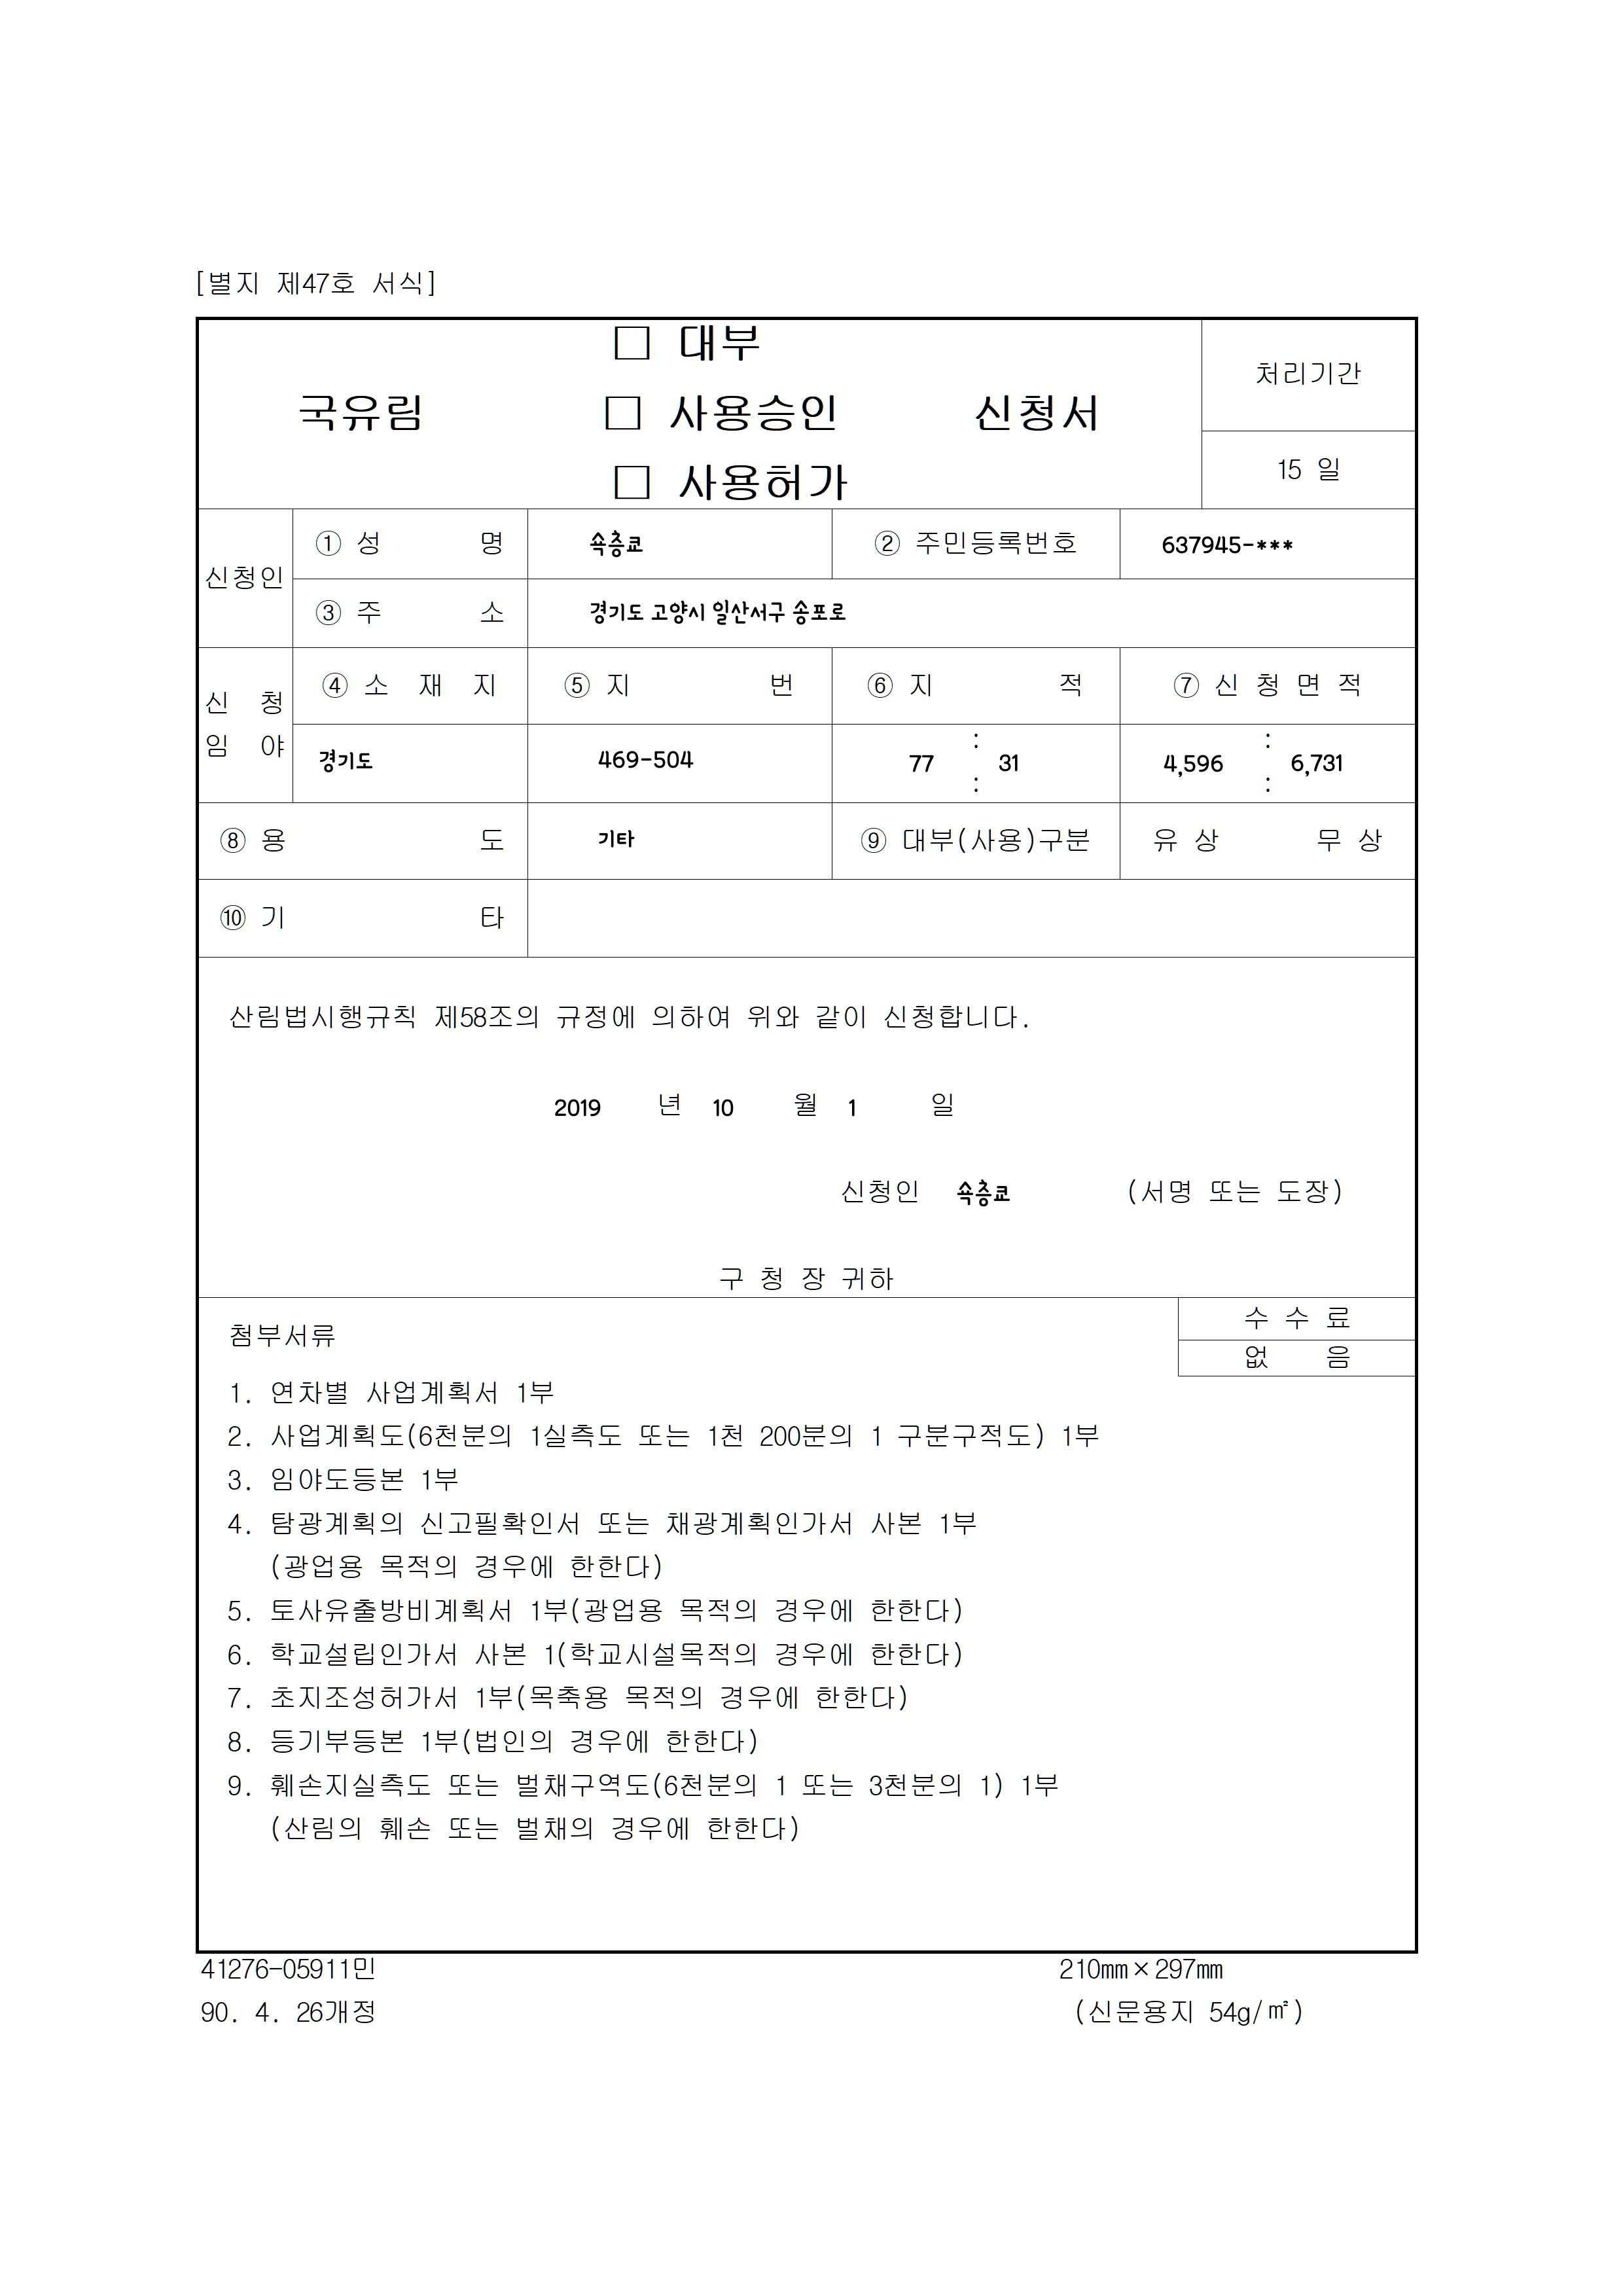 [별지 제47호 서식]
국유림 □ 대부 □ 사용승인 □ 사용허가 신청서
처리기간
15 일
신청인
① 성 명 속층쿄 ② 주민등록번호 637945-***
③ 주 소 경기도 고양시 일산서구 송포로
신 청 임 야
④ 소 재 지 ⑤ 지 번 ⑥ 지 적 ⑦ 신 청 면 적
경기도 469-504 77 : : 31 4,596 : : 6,731
⑧ 용 도 기타 ⑨ 대부(사용)구분 유 상 무 상
⑩ 기 타
산림법시행규칙 제58조의 규정에 의하여 위와 같이 신청합니다.
2019 년 10 월 1 일
신청인 속층쿄 (서명 또는 도장)
구 청 장 귀하
수 수 료
없 음
첨부서류
1. 연차별 사업계획서 1부
2. 사업계획도(6천분의 1실측도 또는 1천 200분의 1 구분구적도) 1부
3. 임야도등본 1부
4. 탐광계획의 신고필확인서 또는 채광계획인가서 사본 1부
(광업용 목적의 경우에 한한다)
5. 토사유출방비계획서 1부(광업용 목적의 경우에 한한다)
6. 학교설립인가서 사본 1(학교시설목적의 경우에 한한다)
7. 초지조성허가서 1부(목축용 목적의 경우에 한한다)
8. 등기부등본 1부(법인의 경우에 한한다)
9. 훼손지실측도 또는 벌채구역도(6천분의 1 또는 3천분의 1) 1부
(산림의 훼손 또는 벌채의 경우에 한한다)
41276-05911민 210㎜×297㎜
90. 4. 26개정 (신문용지 54g/㎡)